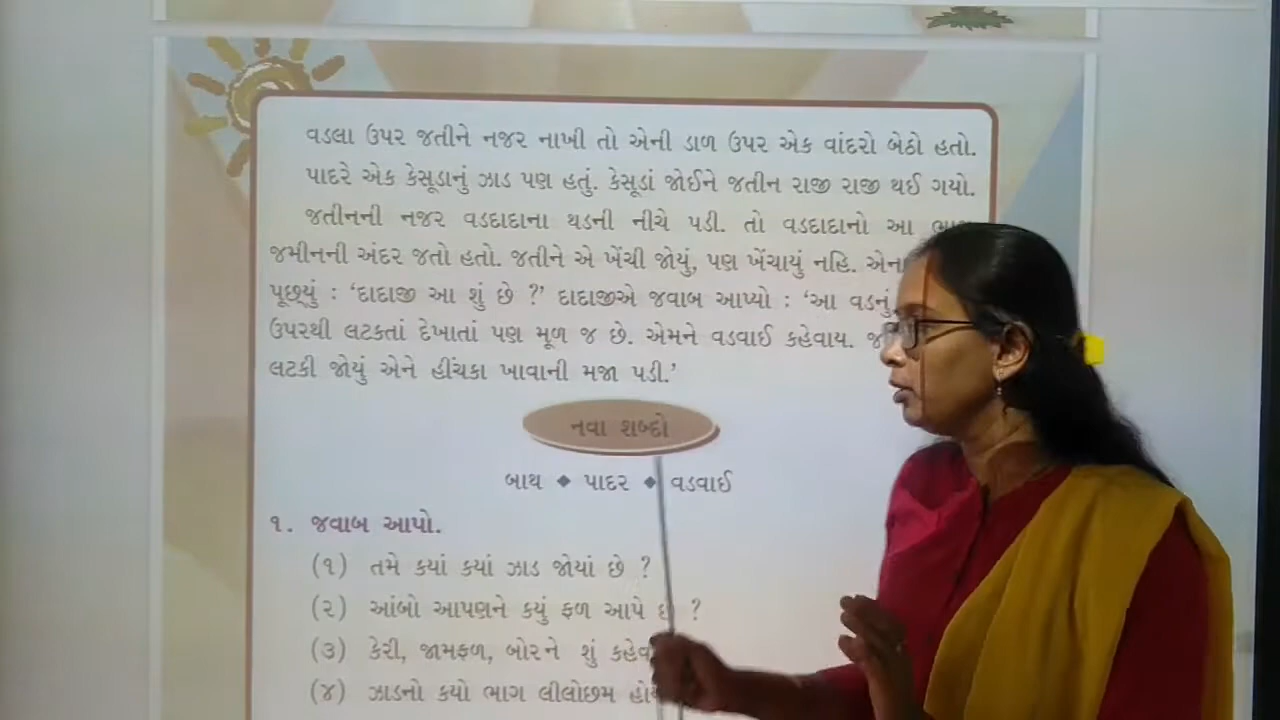 વડલા ઉપર જતીને નજર નાખી તો એની ડાળ ઉપર એક વાંદરો બેઠો હતો.
પાદરે એક કેસૂડાનું ઝાડ પણ હતું. કેસૂડાં જોઈને જતીન રાજી રાજી થઈ ગયો.
જતીનની નજર વડદાદાના થડની નીચે પડી. તો વડદાદાનો આ
જમીનની અંદર જતો હતો. જતીને એ ખેંચી જોયું, પણ ખેંચાયું નહિ.
પૂછ્યું : ‘દાદાજી આ શું છે ?’ દાદાજીએ જવાબ આપ્યો : ‘આ વડનું
ઉપરથી લટકતાં દેખાતાં પણ મૂળ જ છે. એમને વડવાઈ કહેવાય.
લટકી જોયું એને હીંચકા ખાવાની મજા પડી.’
નવા શબ્દો
બાથ ◆ પાદર ◆ વડવાઈ
૧. જવાબ આપો.
(૧) તમે કયાં કયાં ઝાડ જોયાં છે ?
(૨) આંબો આપણને કયું ફળ આપે છે ?
(૩) કેરી, જામફળ, બોરને શું
(૪) ઝાડનો કયો ભાગ લીલોછમ